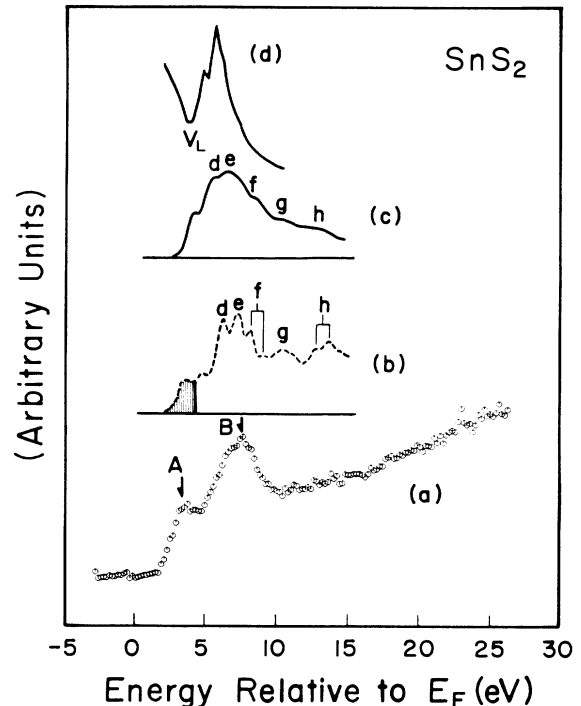 (d)
SnS2
VL
d e f g h
(c)
d e f g h
(b)
B
A
(a)
(Arbitrary Units)
-5 0 5 10 15 20 25 30
Energy Relative to EF (eV)